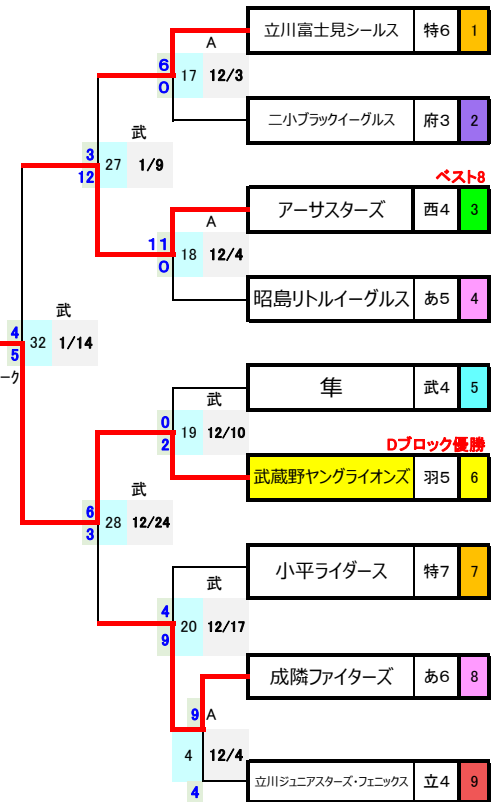 立川富士見シールス 特6 1
A
6
0
17 12/3
二小ブラックイーグルス 府3 2
武
3
12
27 1/9
ベスト8
アーサスターズ 西4 3
A
11
0
18 12/4
昭島リトルイーグルス あ5 4
武
4
5
32 1/14
ーク
隼 武4 5
武
0
2
19 12/10
Dブロック優勝
武蔵野ヤングライオンズ 羽5 6
武
6
3
28 12/24
小平ライダース 特7 7
武
4
9
20 12/17
成隣ファイターズ あ6 8
9 A
4 12/4
4
立川ジュニアスターズ・フェニックス 立4 9